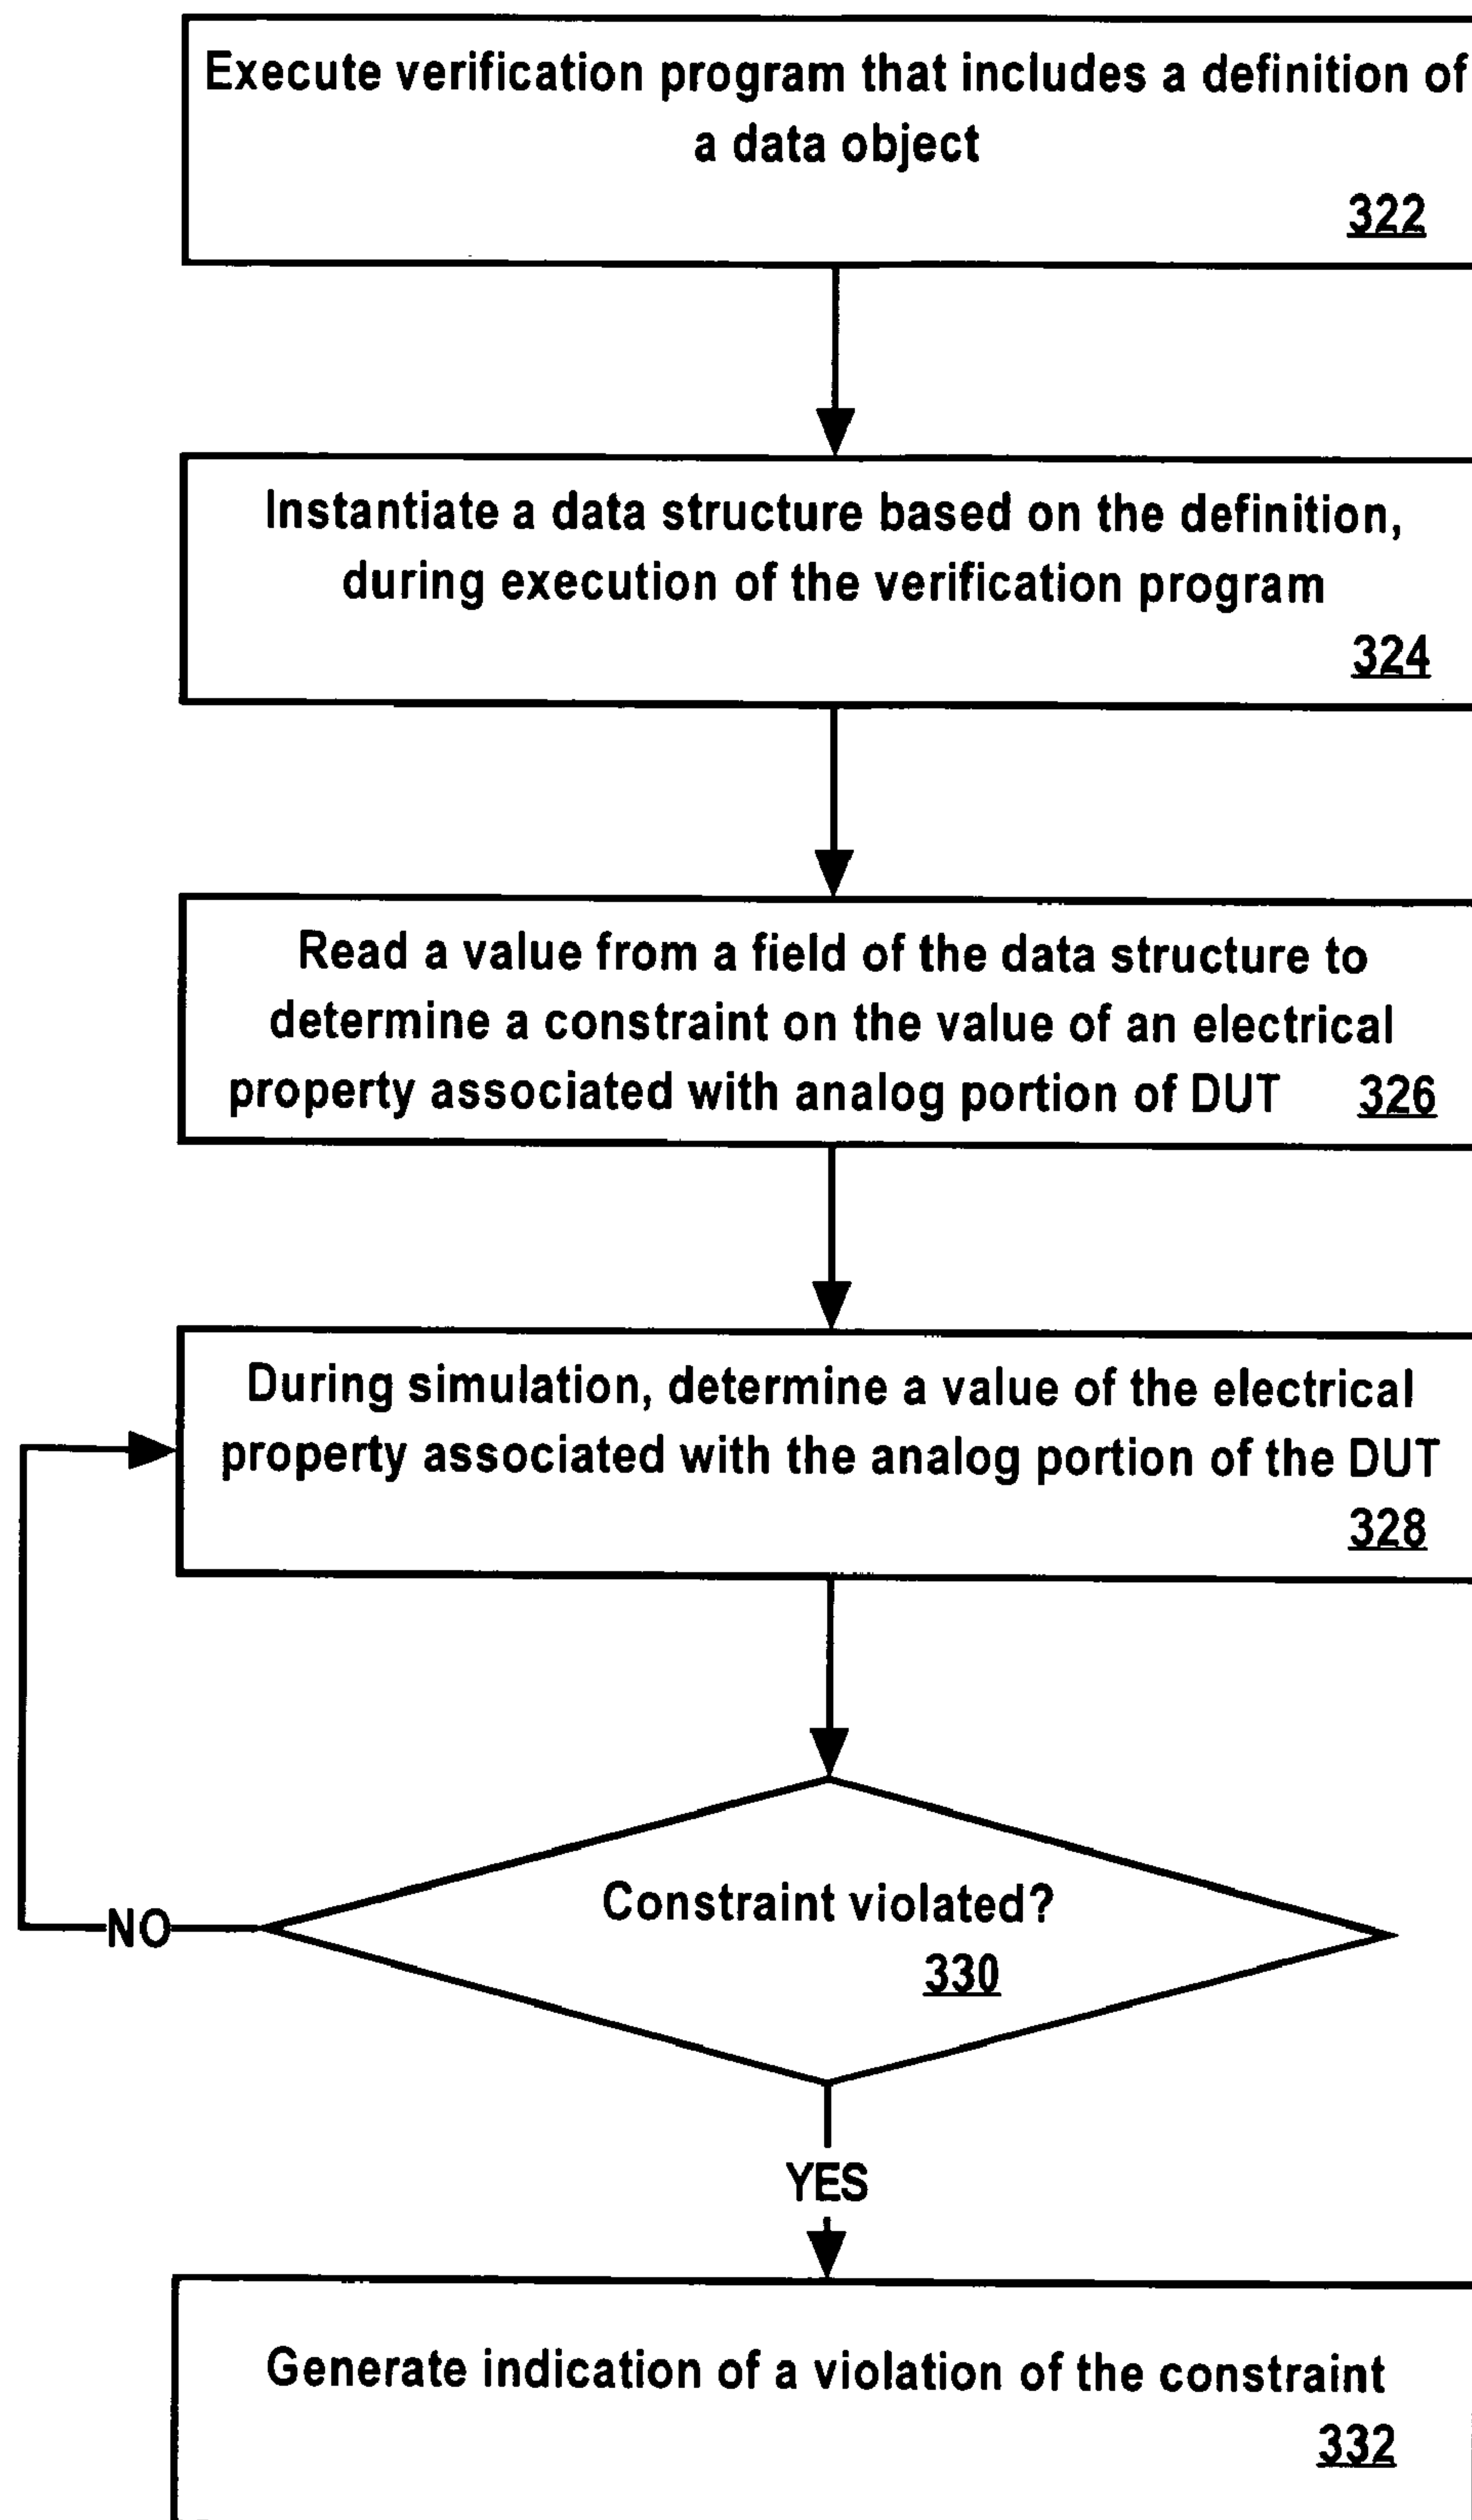 Execute verification program that includes a definition of
a data object
322
Instantiate a data structure based on the definition,
during execution of the verification program
324
Read a value from a field of the data structure to
determine a constraint on the value of an electrical
property associated with analog portion of DUT 326
During simulation, determine a value of the electrical
property associated with the analog portion of the DUT
328
Constraint violated?
330
NO
YES
Generate indication of a violation of the constraint
332